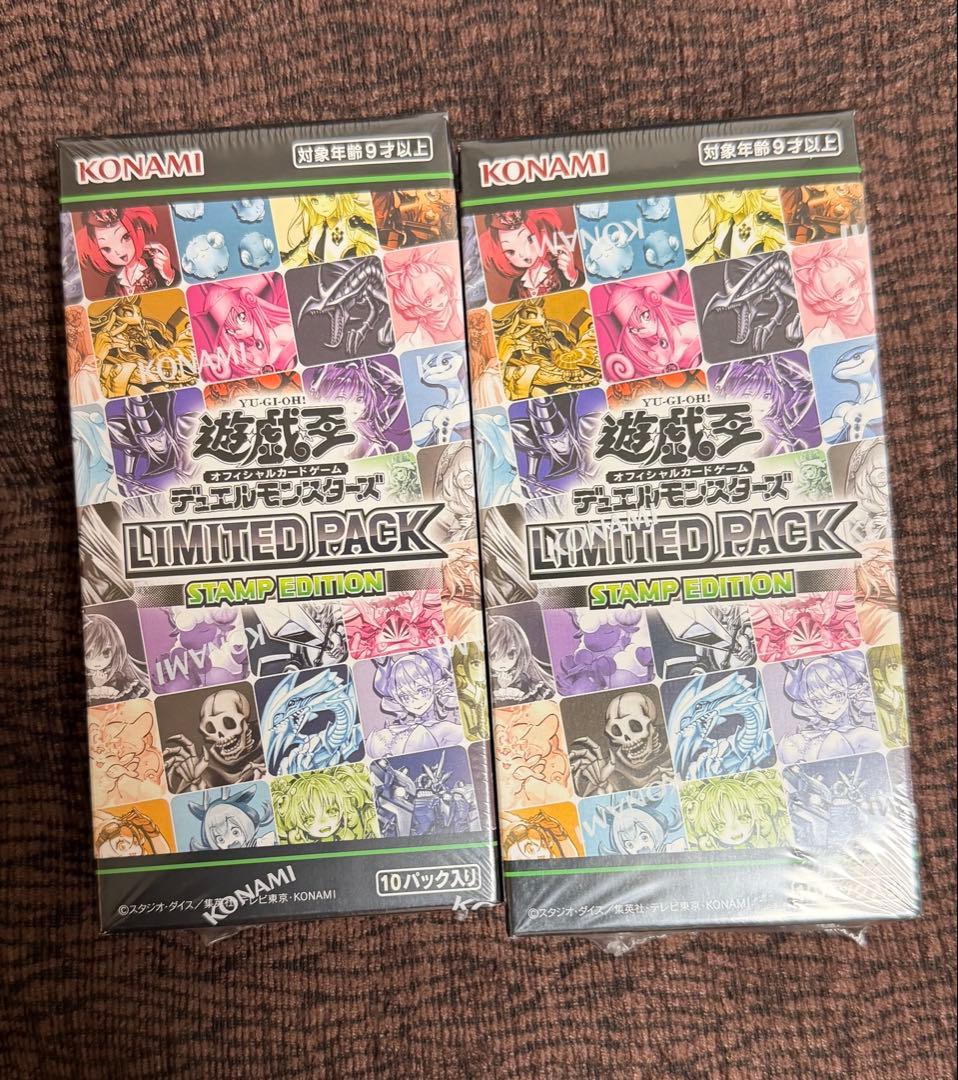 KONAMI
対象年齢9才以上
KONAMI
YU-GI-OH!
遊戯王
オフィシャルカードゲーム
デュエルモンスターズ
LIMITED PACK
STAMP EDITION
KONAMI
10パック入り
KONAMI
©スタジオ・ダイス/集英社・テレビ東京・KONAMI
KONAMI
対象年齢9才以上
KONAMI
YU-GI-OH!
遊戯王
オフィシャルカードゲーム
デュエルモンスターズ
LIMITED PACK
KONAMI
STAMP EDITION
©スタジオ・ダイス/集英社・テレビ東京・KONAMI